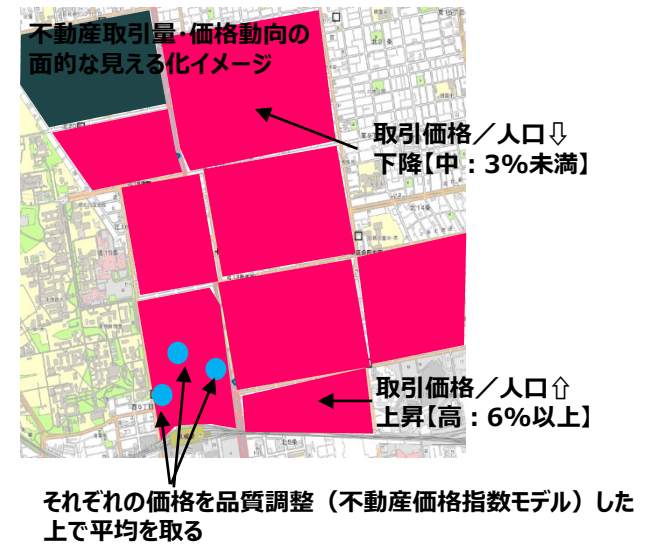 不動産取引量・価格動向の
面的な見える化イメージ
取引価格/人口⇩
下降【中：3%未満】
取引価格/人口⇧
上昇【高：6%以上】
それぞれの価格を品質調整（不動産価格指数モデル）した
上で平均を取る